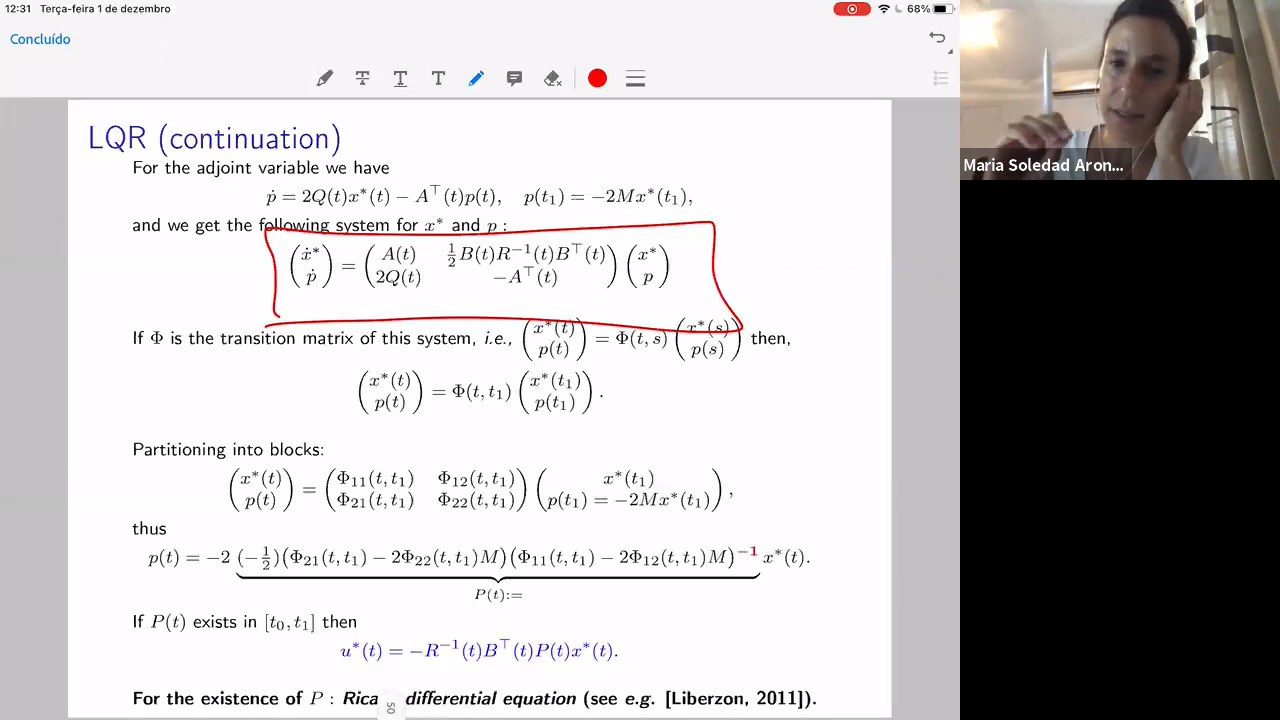 12:31 Terça-feira 1 de dezembro
68%
Concluído
T T T
LQR (continuation)
For the adjoint variable we have
ṗ = 2Q(t)x*(t) − A⊤(t)p(t), p(t₁) = −2Mx*(t₁),
and we get the following system for x* and p :
(ẋ* ; ṗ) = (A(t) ½B(t)R⁻¹(t)B⊤(t) ; 2Q(t) −A⊤(t)) (x* ; p)
If Φ is the transition matrix of this system, i.e., (x*(t) ; p(t)) = Φ(t, s) (x*(s) ; p(s)) then,
(x*(t) ; p(t)) = Φ(t, t₁) (x*(t₁) ; p(t₁)) .
Partitioning into blocks:
(x*(t) ; p(t)) = (Φ₁₁(t, t₁) Φ₁₂(t, t₁) ; Φ₂₁(t, t₁) Φ₂₂(t, t₁)) (x*(t₁) ; p(t₁) = −2Mx*(t₁)) ,
thus
p(t) = −2 (−½)(Φ₂₁(t, t₁) − 2Φ₂₂(t, t₁)M)(Φ₁₁(t, t₁) − 2Φ₁₂(t, t₁)M)⁻¹ x*(t).
P(t):=
If P(t) exists in [t₀, t₁] then
u*(t) = −R⁻¹(t)B⊤(t)P(t)x*(t).
For the existence of P : Rica differential equation (see e.g. [Liberzon, 2011]).
50
Maria Soledad Aron...